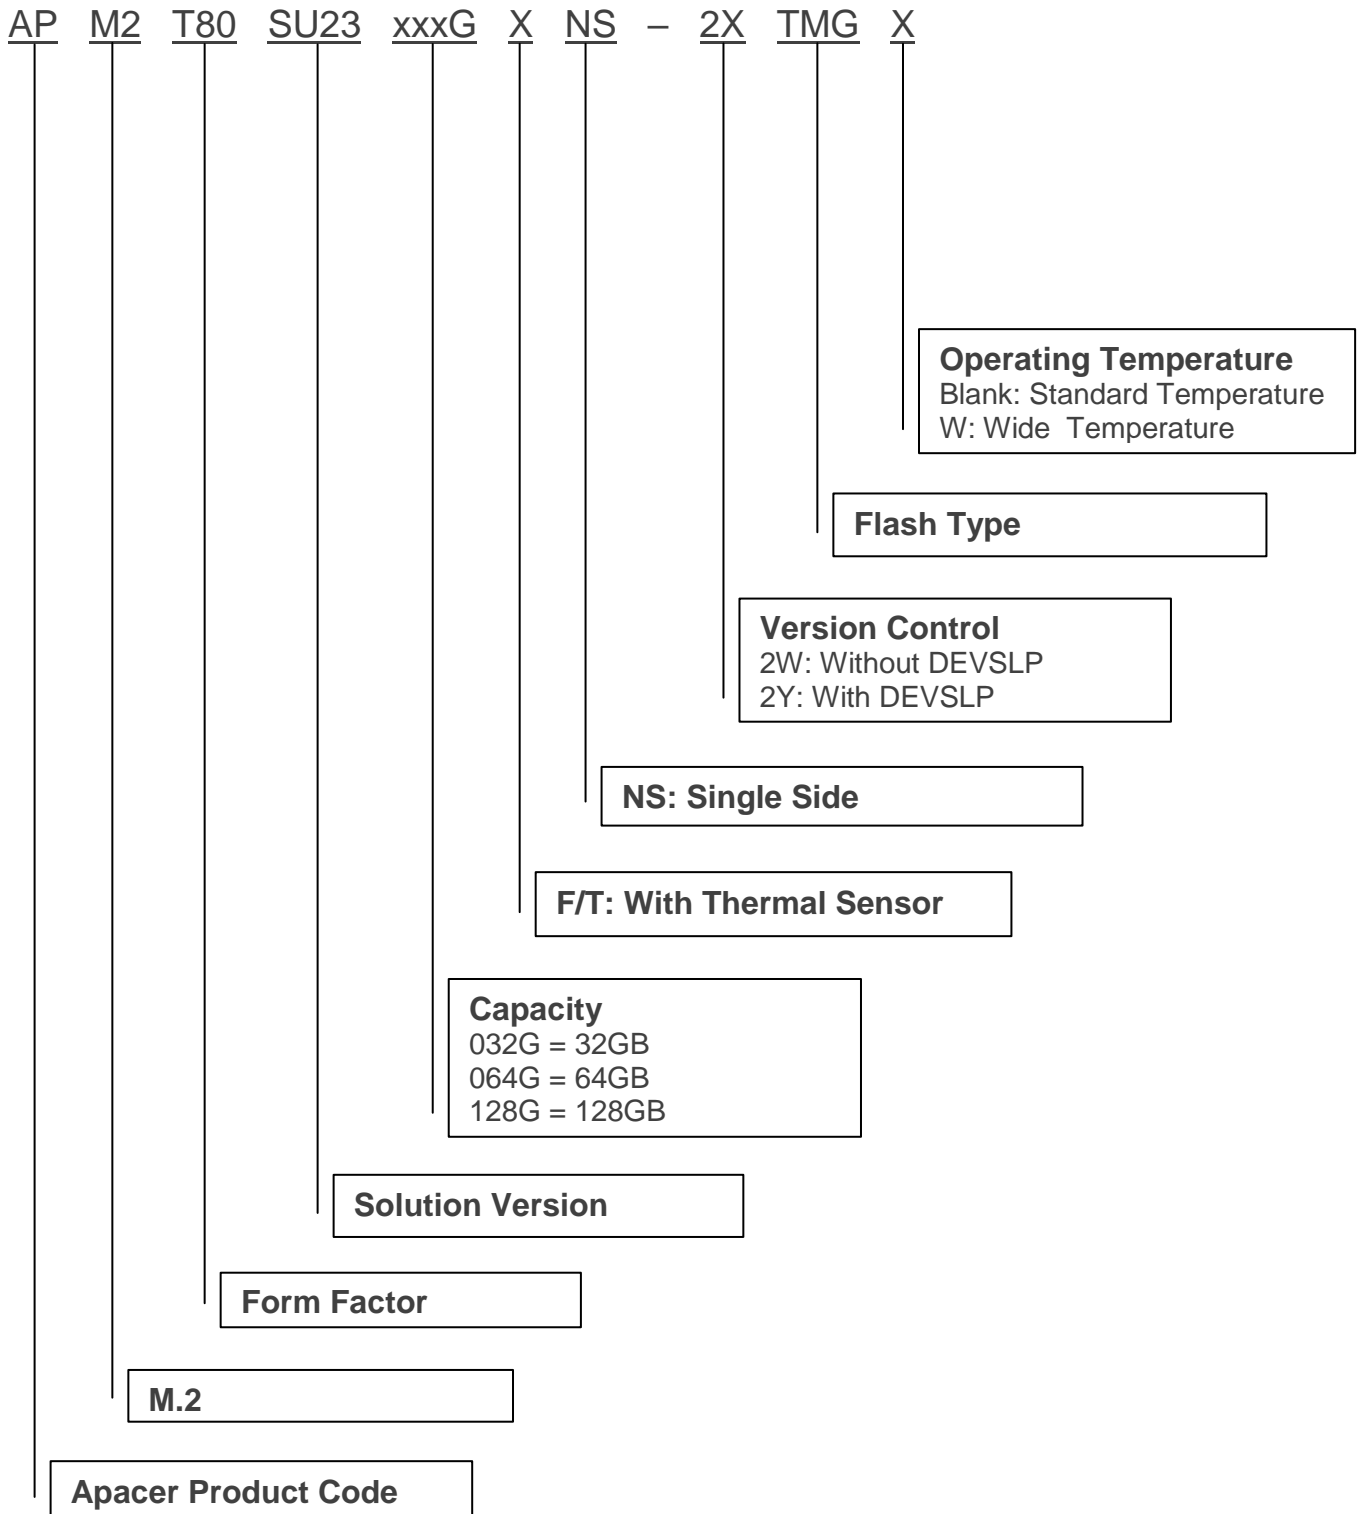 AP M2 T80 SU23 xxxG X NS – 2X TMG X
Operating Temperature
Blank: Standard Temperature
W: Wide Temperature
Flash Type
Version Control
2W: Without DEVSLP
2Y: With DEVSLP
NS: Single Side
F/T: With Thermal Sensor
Capacity
032G = 32GB
064G = 64GB
128G = 128GB
Solution Version
Form Factor
M.2
Apacer Product Code